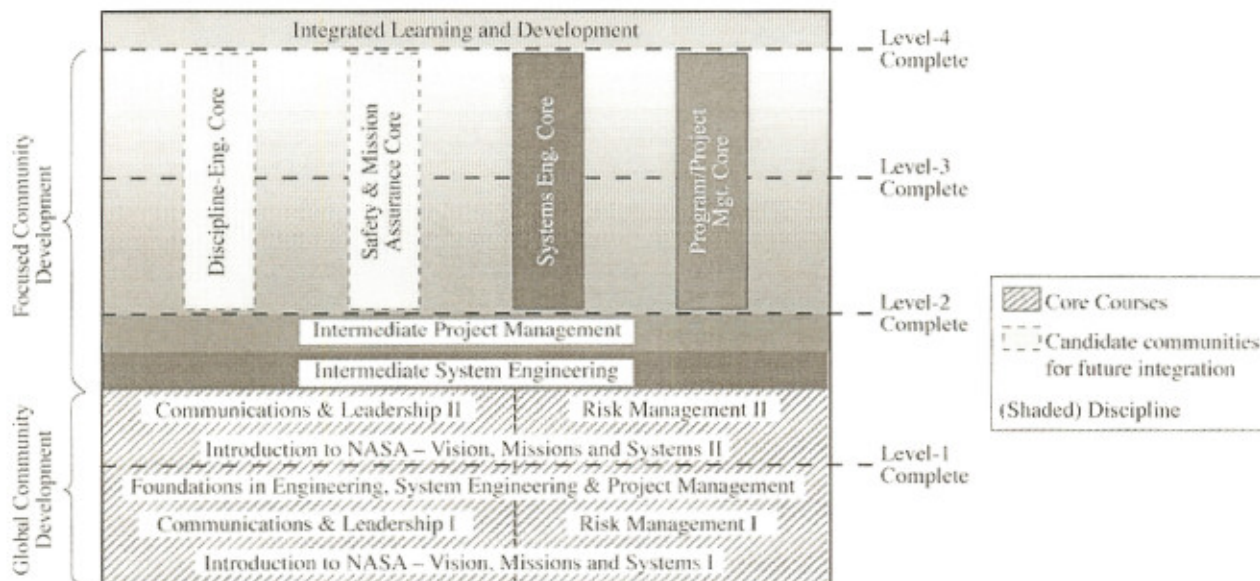 Integrated Learning and Development
Level-4
Complete
Focused Community
Development
Discipline-Eng. Core
Safety & Mission
Assurance Core
Systems Eng. Core
Program/Project
Mgt. Core
Level-3
Complete
Level-2
Complete
Intermediate Project Management
Intermediate System Engineering
Global Community
Development
Communications & Leadership II
Risk Management II
Introduction to NASA – Vision, Missions and Systems II
Level-1
Complete
Foundations in Engineering, System Engineering & Project Management
Communications & Leadership I
Risk Management I
Introduction to NASA – Vision, Missions and Systems I
Core Courses
Candidate communities
for future integration
(Shaded) Discipline